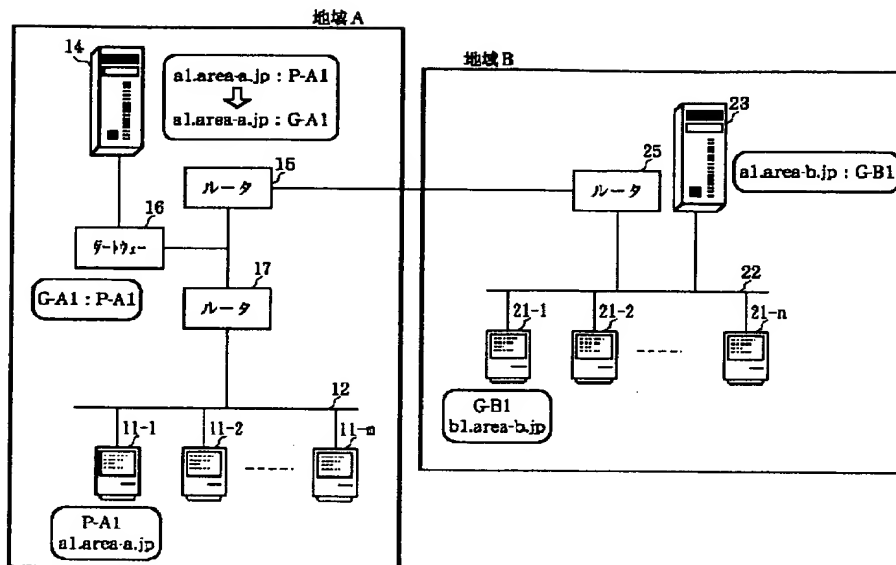 地域A
14
a1.area-a.jp : P-A1
a1.area-a.jp : G-A1
15
ルータ
16
ゲートウェー
G-A1 : P-A1
17
ルータ
12
11-1
11-2
11-n
P-A1
a1.area-a.jp
地域B
23
25
ルータ
a1.area-b.jp : G-B1
22
21-1
21-2
21-n
G-B1
b1.area-b.jp